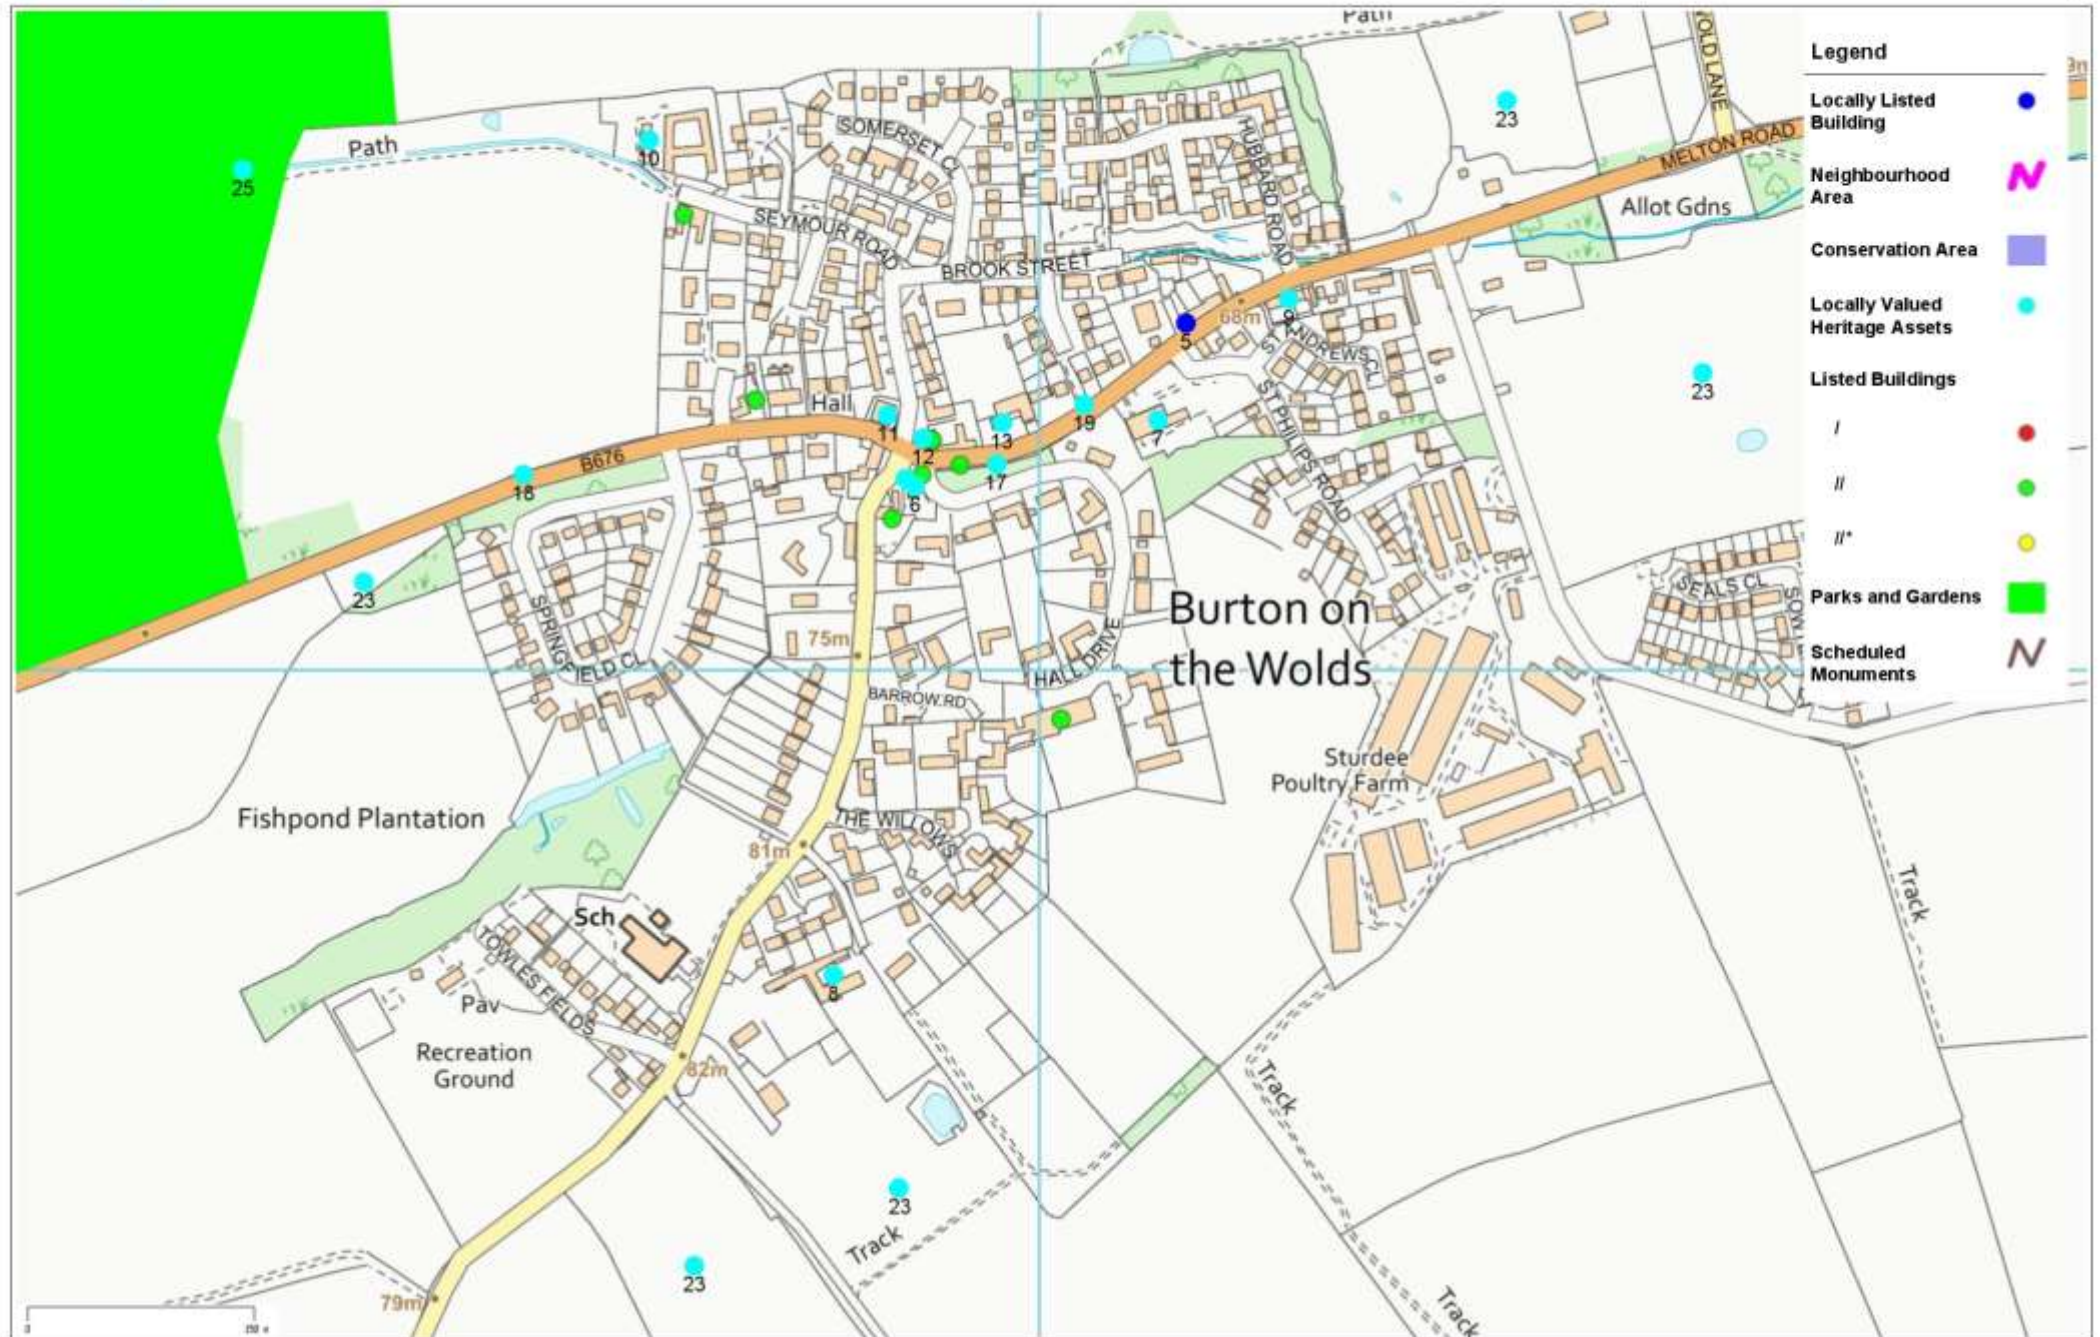 Path
Legend
Locally Listed
Building
Neighbourhood
Area
Conservation Area
Locally Valued
Heritage Assets
Listed Buildings
I
II
II*
Parks and Gardens
Scheduled
Monuments
23
MELTON ROAD
Allot Gdns
SOMERSET CL
HUBBARD ROAD
Path
10
25
SEYMOUR ROAD
BROOK STREET
68m
9
5
ST ANDREWS CL
23
Hall
11
12
13
19
7
ST PHILIPS ROAD
B676
18
17
6
23
SPRINGFIELD CL
75m
HALL DRIVE
Burton on
the Wolds
SEALS CL
BARROW RD
Sturdee
Poultry Farm
Fishpond Plantation
THE WILLOWS
81m
Track
Sch
TOWLES FIELDS
Pav
8
Recreation
Ground
82m
Track
23
Track
23
79m
Track
0